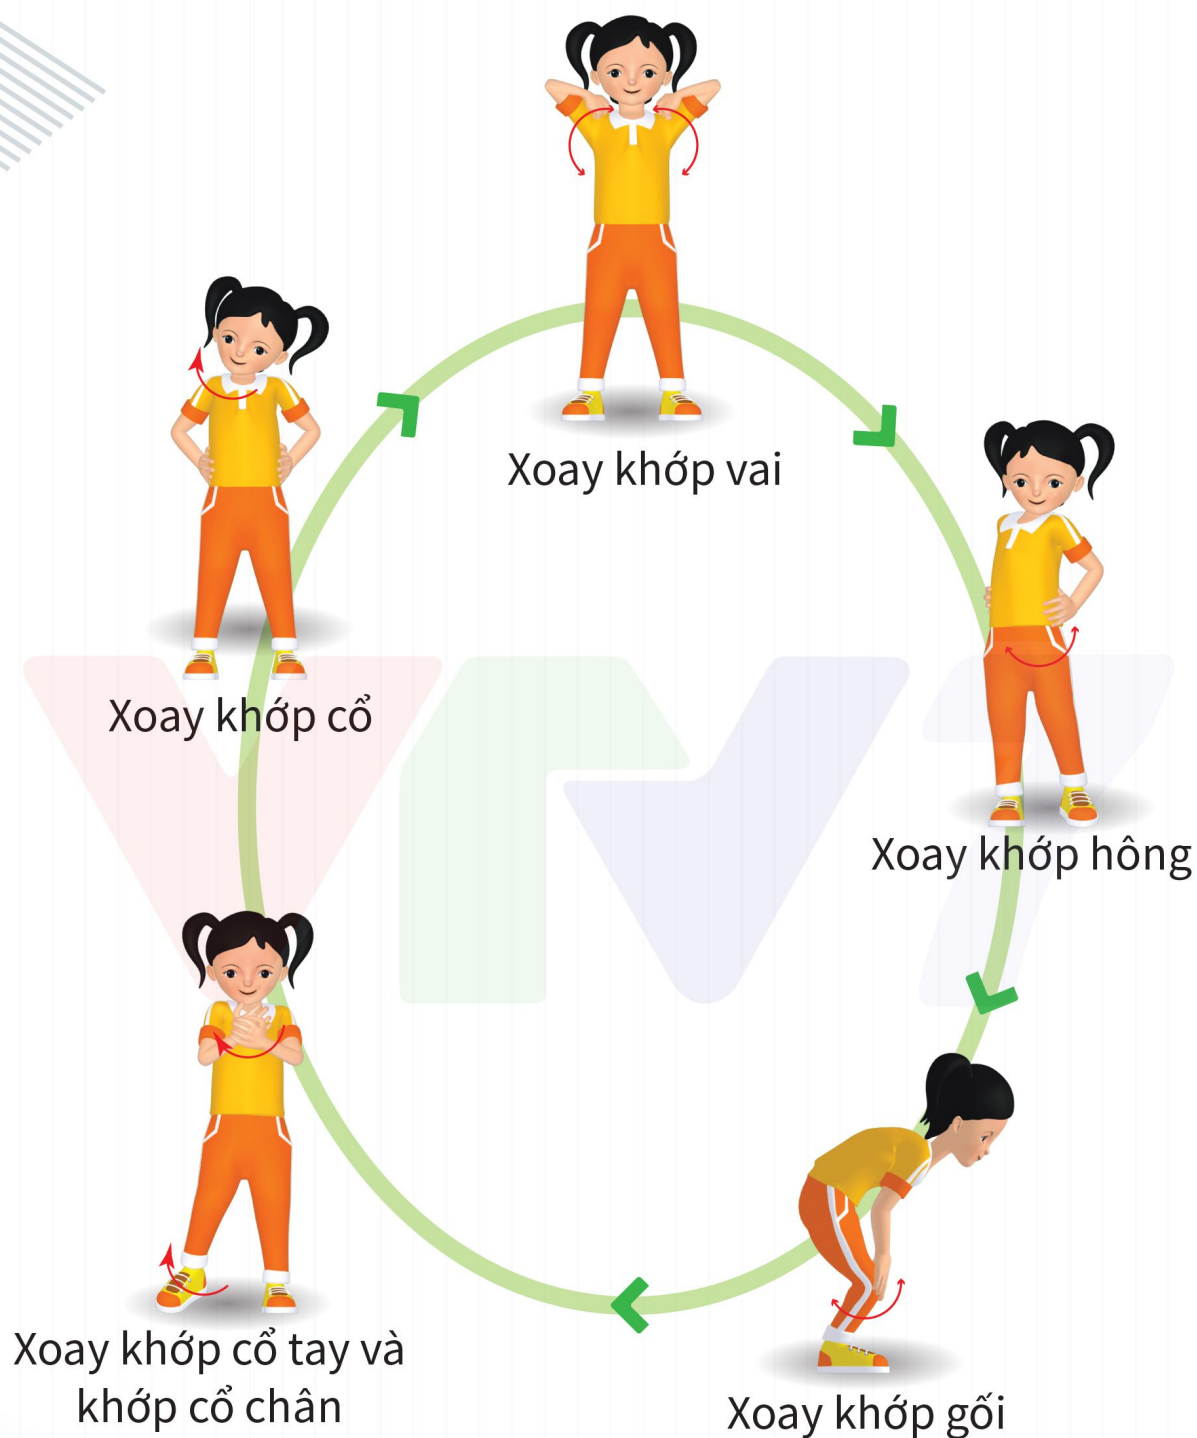 Xoay khớp vai
Xoay khớp cổ
Xoay khớp hông
Xoay khớp cổ tay và
khớp cổ chân
Xoay khớp gối
VTV7